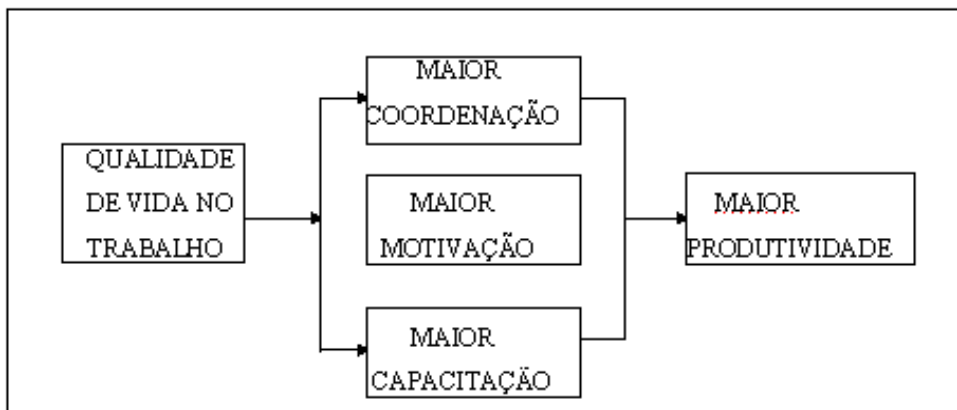 QUALIDADE
DE VIDA NO
TRABALHO
MAIOR
COORDENAÇÃO
MAIOR
MOTIVAÇÃO
MAIOR
CAPACITAÇÃO
MAIOR
PRODUTIVIDADE